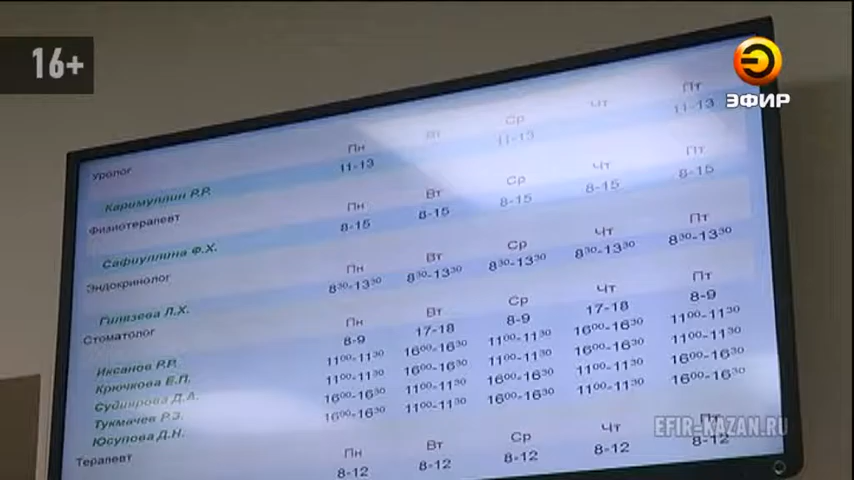 16+
ЭФИР
Уролог Пн Вт Ср Чт Пт
Каримуллин Р.Р. 11-13 11-13 11-13
Физиотерапевт Пн Вт Ср Чт Пт
Сафиуллина Ф.Х. 8-15 8-15 8-15 8-15 8-15
Эндокринолог Пн Вт Ср Чт Пт
Гилязева Л.Х. 8³⁰-13³⁰ 8³⁰-13³⁰ 8³⁰-13³⁰ 8³⁰-13³⁰ 8³⁰-13³⁰
Стоматолог Пн Вт Ср Чт Пт
Иксанов Р.Р. 8-9 17-18 8-9 17-18 8-9
Крючкова Е.П. 11⁰⁰-11³⁰ 16⁰⁰-16³⁰ 11⁰⁰-11³⁰ 16⁰⁰-16³⁰ 11⁰⁰-11³⁰
Д.А. 11⁰⁰-11³⁰ 16⁰⁰-16³⁰ 11⁰⁰-11³⁰ 16⁰⁰-16³⁰ 11⁰⁰-11³⁰
Тукмачев Р.З. 16⁰⁰-16³⁰ 11⁰⁰-11³⁰ 16⁰⁰-16³⁰ 11⁰⁰-11³⁰ 16⁰⁰-16³⁰
Юсупова Д.Н. 16⁰⁰-16³⁰ 11⁰⁰-11³⁰ 16⁰⁰-16³⁰ 11⁰⁰-11³⁰ 16⁰⁰-16³⁰
Терапевт Пн Вт Ср Чт Пт
8-12 8-12 8-12 8-12 8-12
EFIR-KAZAN.RU